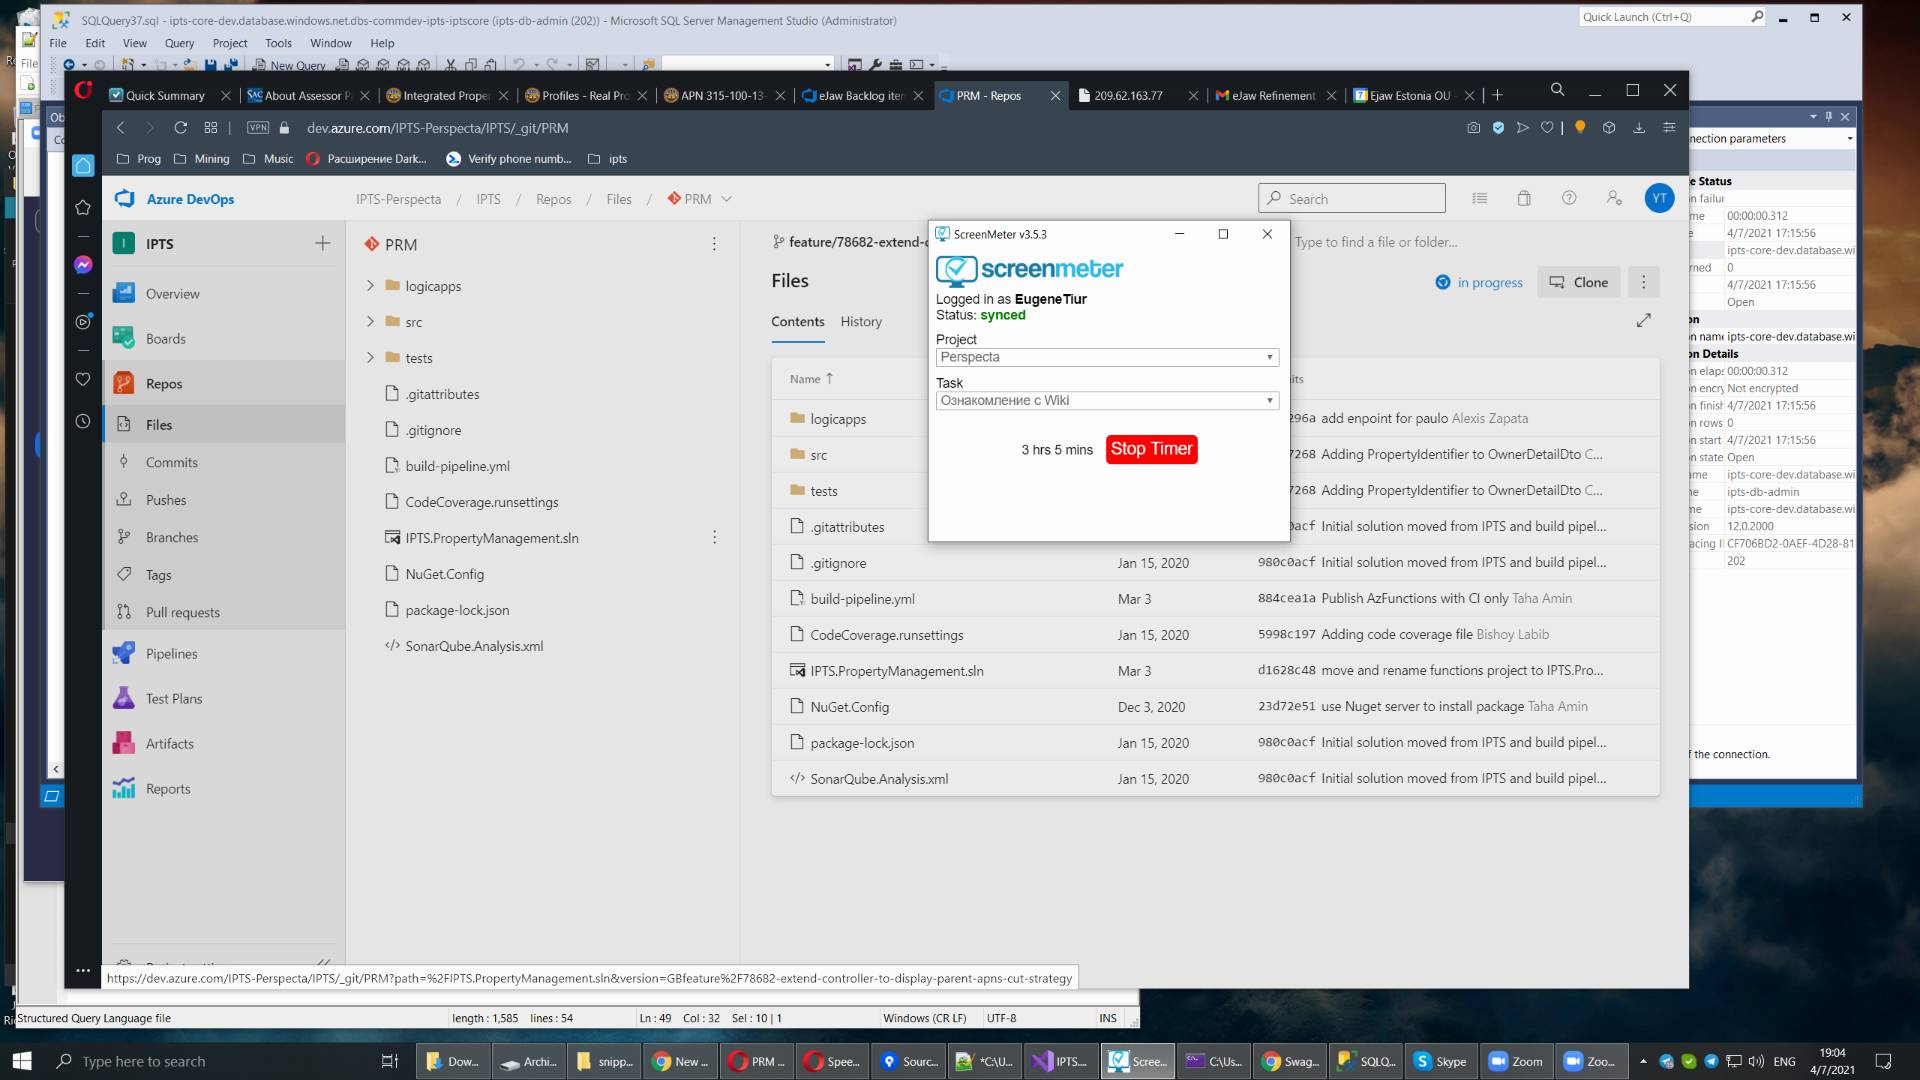 SQLQuery37.sql - ipts-core-dev.database.windows.net.dbs-commdev-ipts-iptscore (ipts-db-admin (202)) - Microsoft SQL Server Management Studio (Administrator)
Quick Launch (Ctrl+Q)
File Edit View Query Project Tools Window Help
New Query
Quick Summary
About Assessor P
Integrated Proper
Profiles - Real Pro
APN 315-100-13-
eJaw Backlog item
PRM - Repos
209.62.163.77
eJaw Refinement
Ejaw Estonia OU -
VPN
dev.azure.com/IPTS-Perspecta/IPTS/_git/PRM
Prog
Mining
Music
Расширение Dark...
Verify phone numb...
ipts
Azure DevOps
IPTS-Perspecta / IPTS / Repos / Files / PRM
Search
YT
I IPTS
Overview
Boards
Repos
Files
Commits
Pushes
Branches
Tags
Pull requests
Pipelines
Test Plans
Artifacts
Reports
PRM
logicapps
src
tests
.gitattributes
.gitignore
build-pipeline.yml
CodeCoverage.runsettings
IPTS.PropertyManagement.sln
NuGet.Config
package-lock.json
SonarQube.Analysis.xml
feature/78682-extend-c
Type to find a file or folder...
Files
in progress
Clone
Contents
History
Name ↑
its
logicapps 296a add enpoint for paulo Alexis Zapata
src 7268 Adding PropertyIdentifier to OwnerDetailDto C...
tests 7268 Adding PropertyIdentifier to OwnerDetailDto C...
.gitattributes 0acf Initial solution moved from IPTS and build pipel...
.gitignore Jan 15, 2020 980c0acf Initial solution moved from IPTS and build pipel...
build-pipeline.yml Mar 3 884cea1a Publish AzFunctions with CI only Taha Amin
CodeCoverage.runsettings Jan 15, 2020 5998c197 Adding code coverage file Bishoy Labib
IPTS.PropertyManagement.sln Mar 3 d1628c48 move and rename functions project to IPTS.Pro...
NuGet.Config Dec 3, 2020 23d72e51 use Nuget server to install package Taha Amin
package-lock.json Jan 15, 2020 980c0acf Initial solution moved from IPTS and build pipel...
SonarQube.Analysis.xml Jan 15, 2020 980c0acf Initial solution moved from IPTS and build pipel...
ScreenMeter v3.5.3
screenmeter
Logged in as EugeneTiur
Status: synced
Project
Perspecta
Task
Ознакомление с Wiki
3 hrs 5 mins
Stop Timer
nection parameters
e Status
n failur
me 00:00:00.312
e 4/7/2021 17:15:56
ipts-core-dev.database.wi
rned 0
4/7/2021 17:15:56
Open
on
n name ipts-core-dev.database.wi
on Details
n elaps 00:00:00.312
n encry Not encrypted
n finish 4/7/2021 17:15:56
n rows 0
n start 4/7/2021 17:15:56
n state Open
ame ipts-core-dev.database.wi
me ipts-db-admin
me ipts-core-dev.database.wi
sion 12.0.2000
acing I CF706BD2-0AEF-4D28-81
202
f the connection.
https://dev.azure.com/IPTS-Perspecta/IPTS/_git/PRM?path=%2FIPTS.PropertyManagement.sln&version=GBfeature%2F78682-extend-controller-to-display-parent-apns-cut-strategy
Structured Query Language file
length : 1,585 lines : 54
Ln : 49 Col : 32 Sel : 10 | 1
Windows (CR LF)
UTF-8
INS
Type here to search
Dow...
Archi...
snipp...
New ...
PRM ...
Spee...
Sourc...
*C:\U...
IPTS...
Scree...
C:\Us...
Swag...
SQLQ...
Skype
Zoom
Zoo...
ENG
19:04
4/7/2021